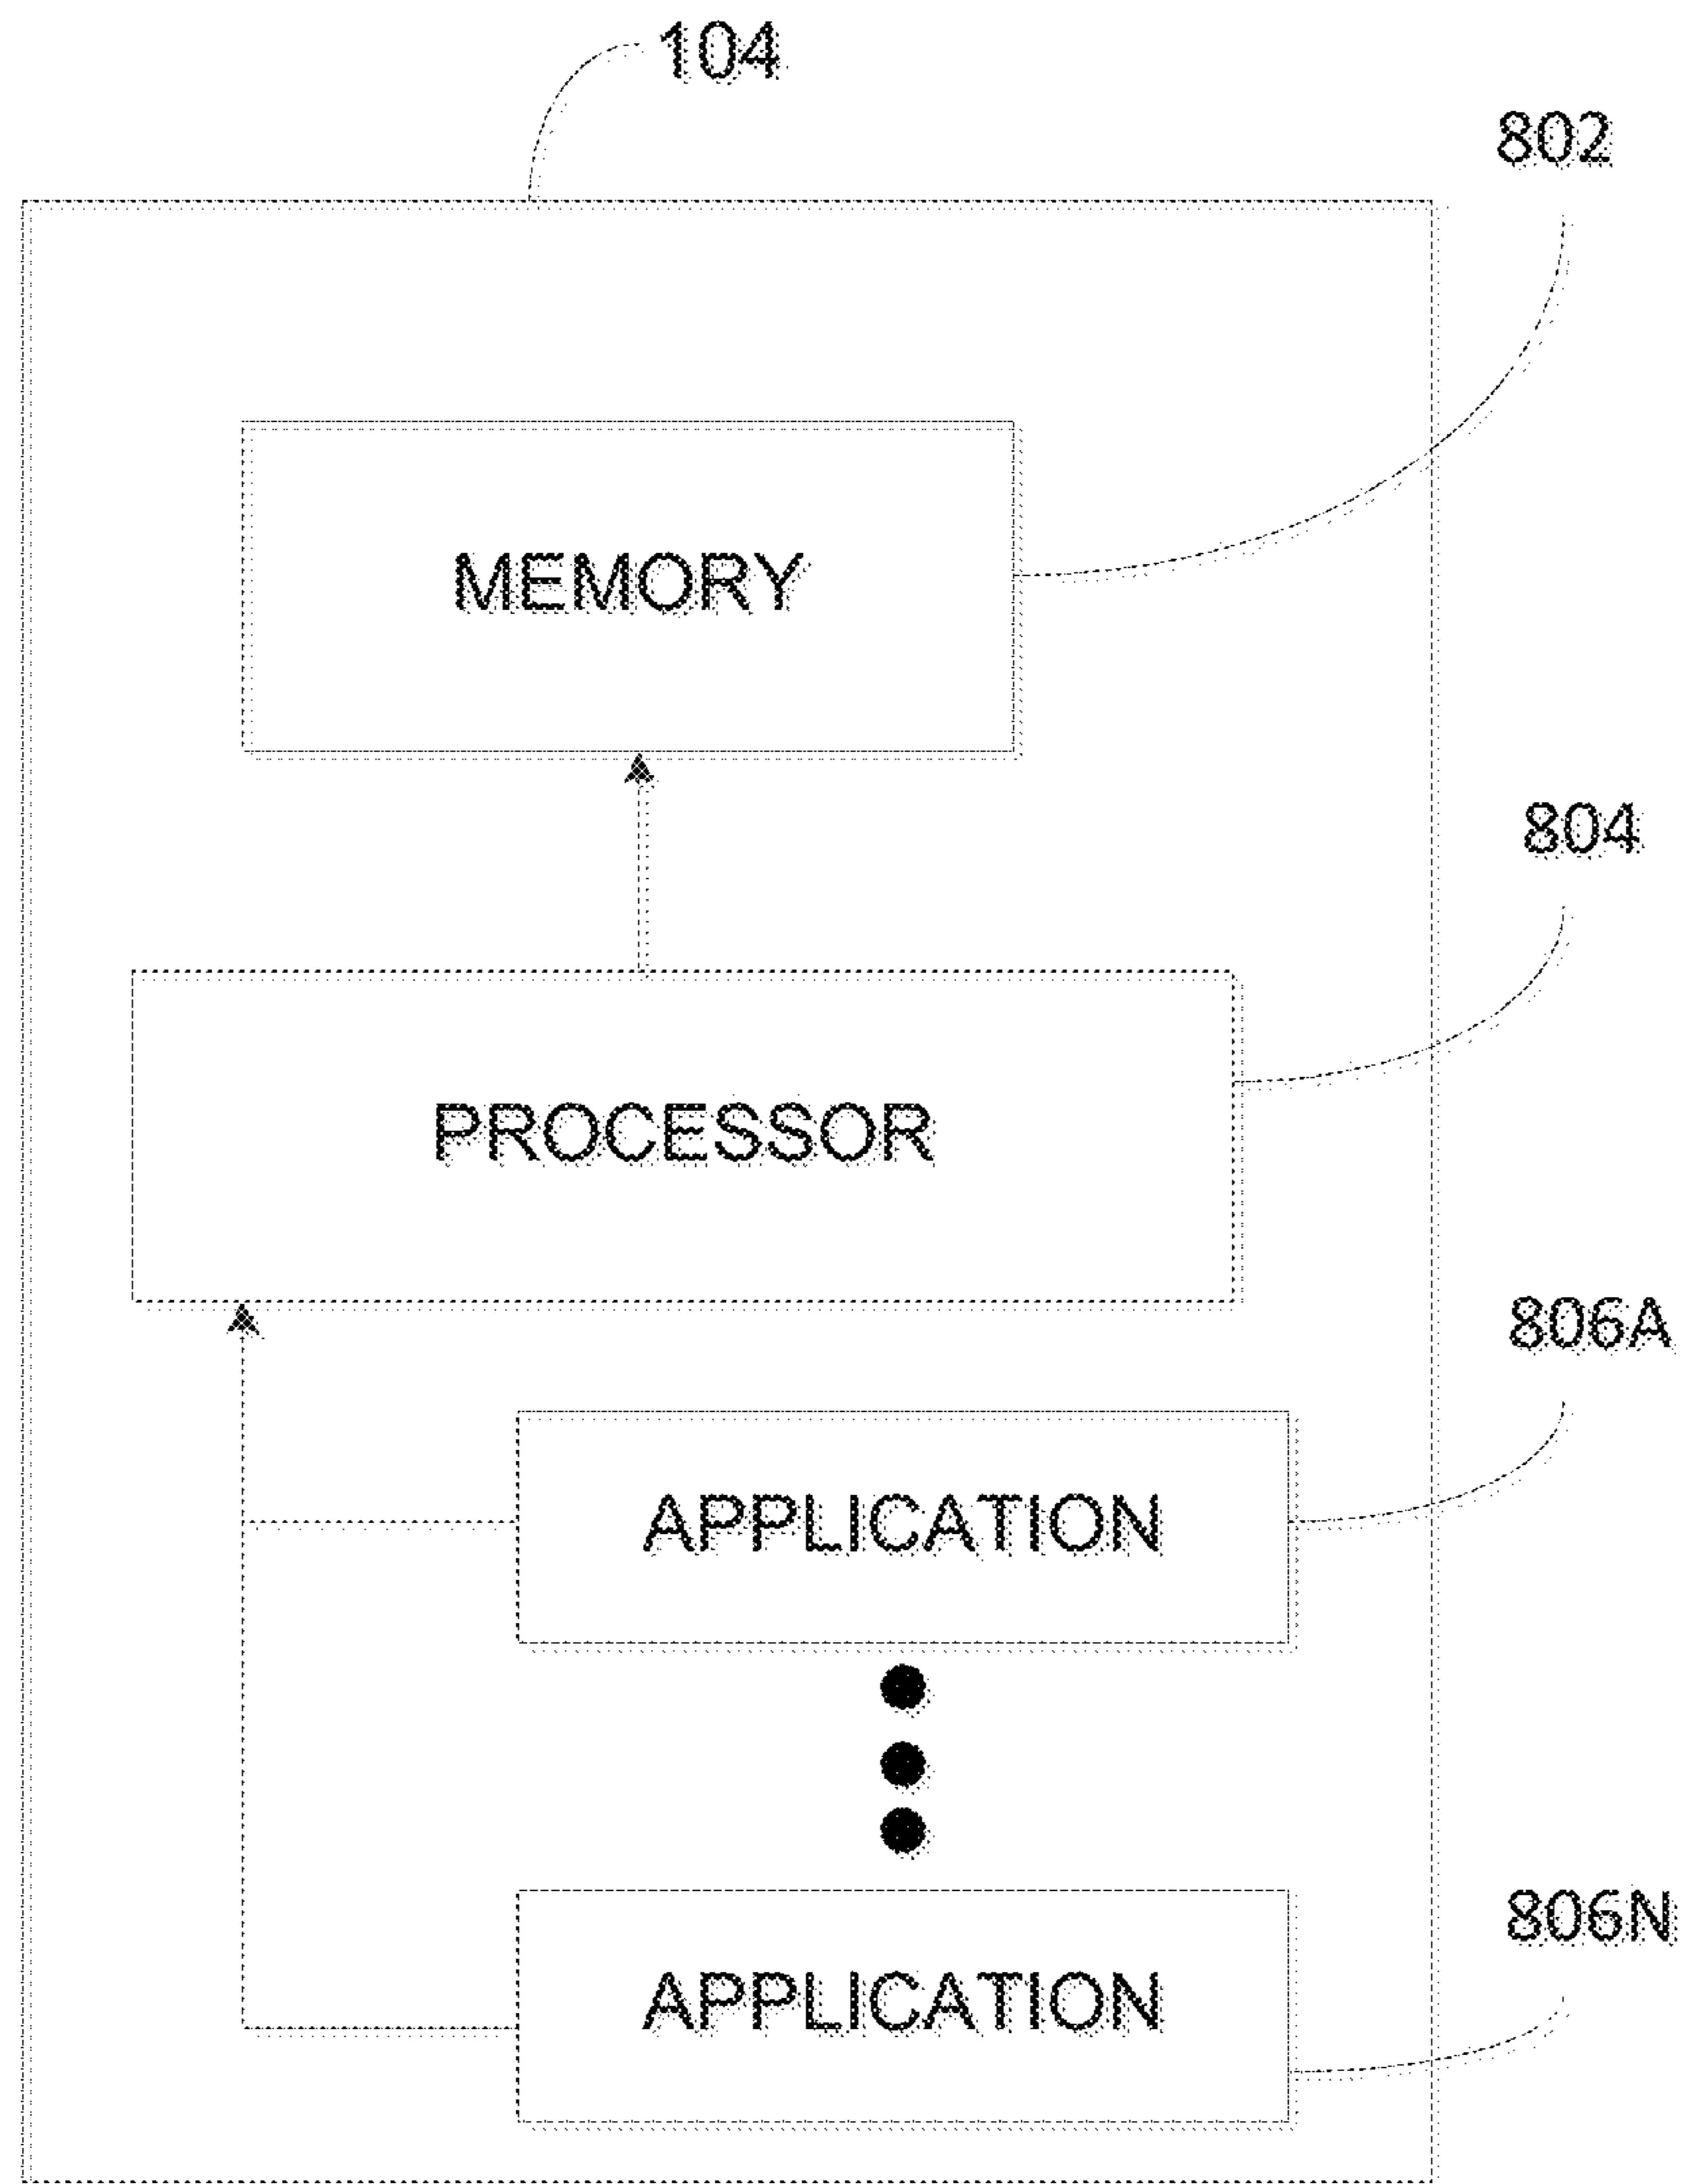 104
802
MEMORY
804
PROCESSOR
806A
APPLICATION
806N
APPLICATION